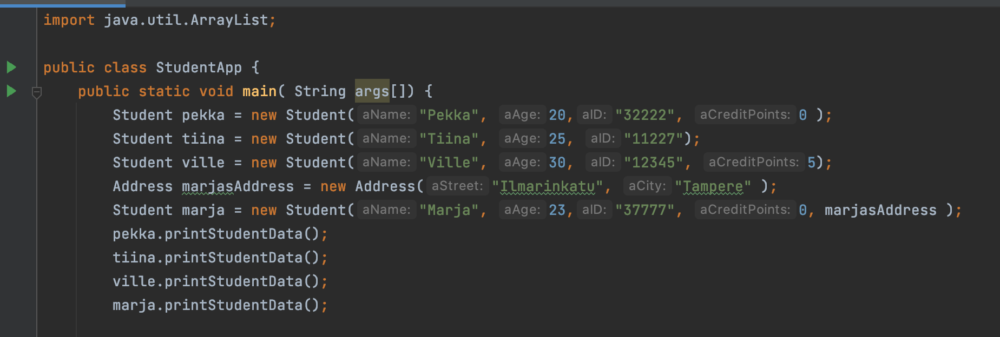 import java.util.ArrayList;
public class StudentApp {
public static void main( String args[]) {
Student pekka = new Student( aName: "Pekka", aAge: 20, aID: "32222", aCreditPoints: 0 );
Student tiina = new Student( aName: "Tiina", aAge: 25, aID: "11227");
Student ville = new Student( aName: "Ville", aAge: 30, aID: "12345", aCreditPoints: 5);
Address marjasAddress = new Address( aStreet: "Ilmarinkatu", aCity: "Tampere" );
Student marja = new Student( aName: "Marja", aAge: 23, aID: "37777", aCreditPoints: 0, marjasAddress );
pekka.printStudentData();
tiina.printStudentData();
ville.printStudentData();
marja.printStudentData();